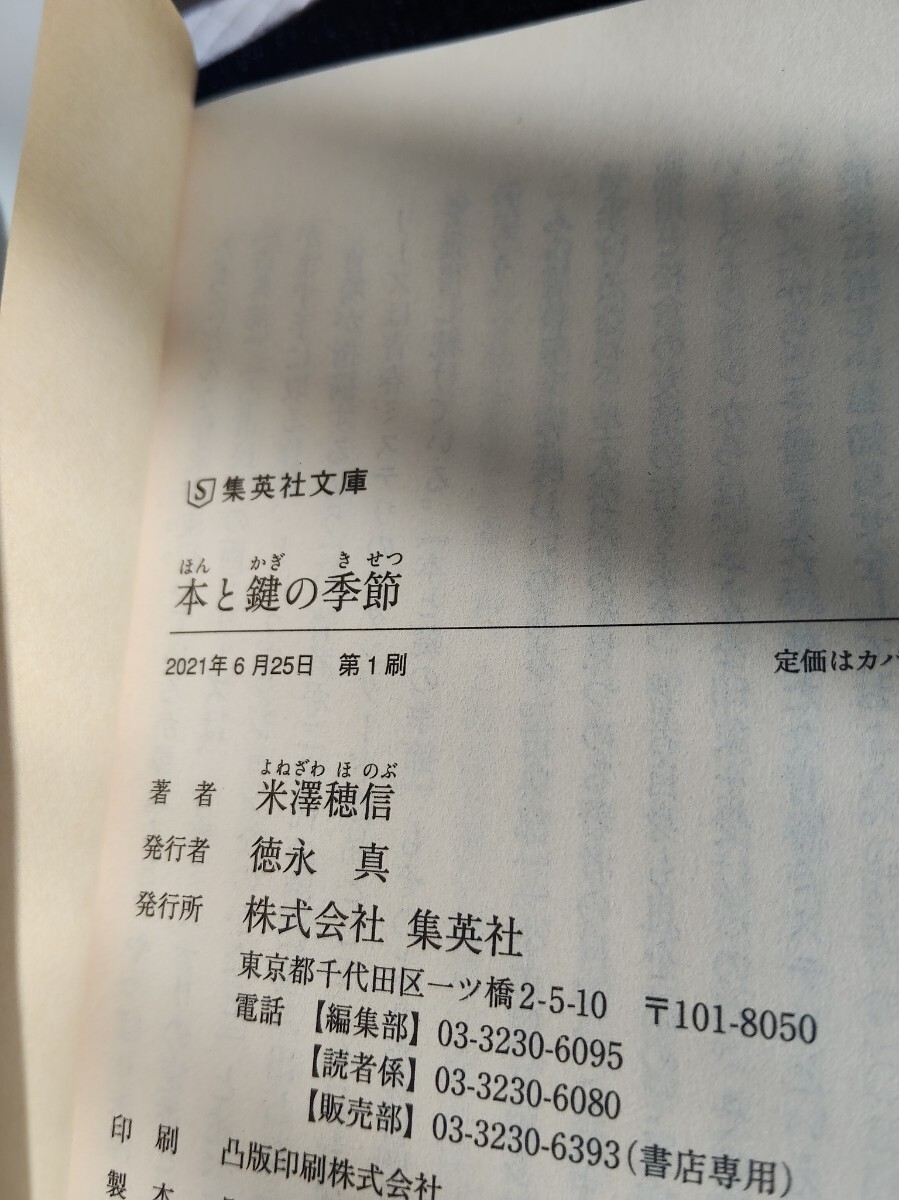 S 集英社文庫
ほん かぎ き せつ
本と鍵の季節
2021年6月25日 第1刷 定価はカバ
よねざわ ほ のぶ
著 者 米澤穂信
発行者 徳永 真
発行所 株式会社 集英社
東京都千代田区一ツ橋2-5-10 〒101-8050
電話 【編集部】03-3230-6095
【読者係】03-3230-6080
【販売部】03-3230-6393(書店専用)
印 刷 凸版印刷株式会社
製 本